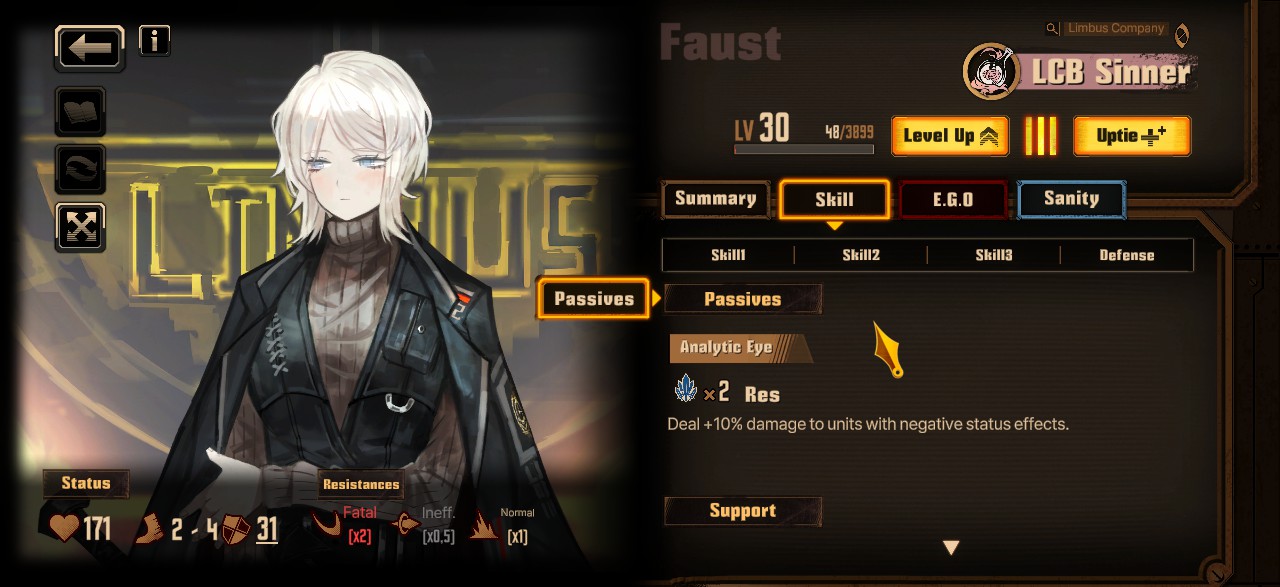 i
Faust
Limbus Company
LCB Sinner
LV 30
48/3099
Level Up
Uptie
Summary
Skill
E.G.O
Sanity
Skill1
Skill2
Skill3
Defense
Passives
Passives
Analytic Eye
×2 Res
Deal +10% damage to units with negative status effects.
Support
Status
171
2 - 4
31
Resistances
Fatal
[x2]
Ineff.
[x0.5]
Normal
[x1]